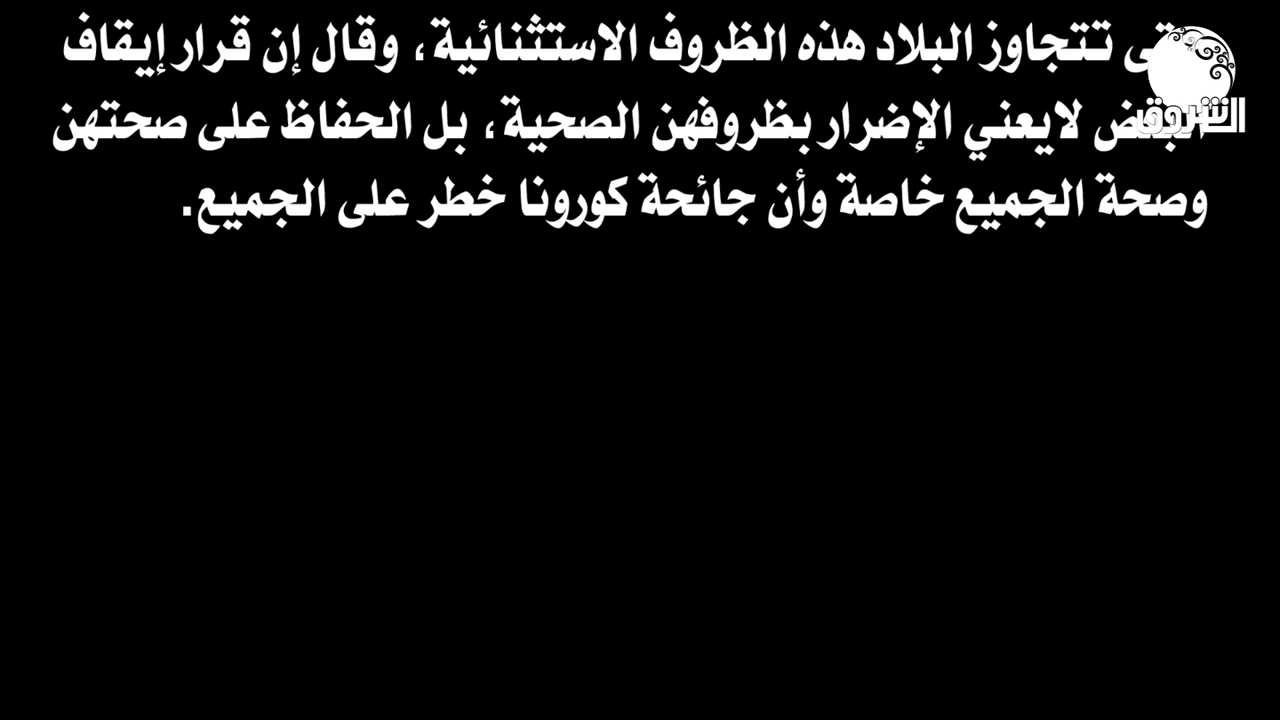 تتجاوز البلاد هذه الظروف الاستثنائية، وقال إن قرار إيقاف
لايعني الإضرار بظروفهن الصحية، بل الحفاظ على صحتهن
وصحة الجميع خاصة وأن جائحة كورونا خطر على الجميع.
الشروق